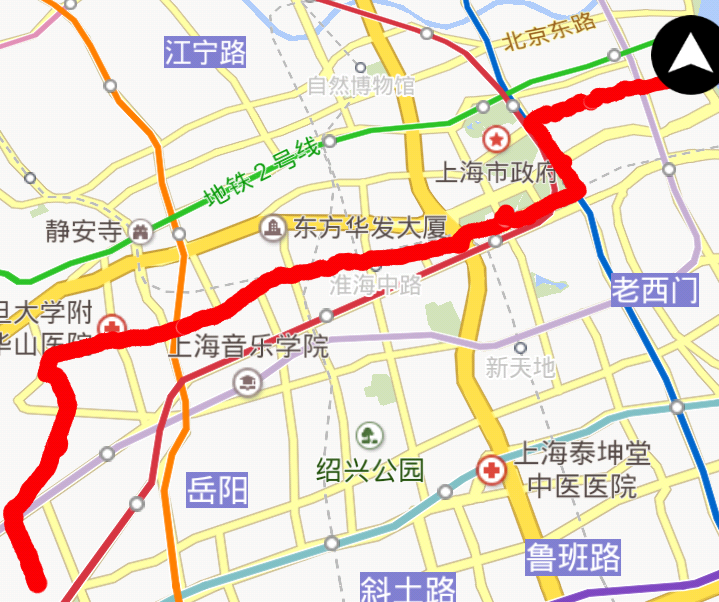 北京东路
江宁路
自然博物馆
地铁2号线
上海市政府
静安寺
东方华发大厦
淮海中路
老西门
旦大学附
华山医院
上海音乐学院
新天地
绍兴公园
上海泰坤堂
中医医院
岳阳
鲁班路
斜土路